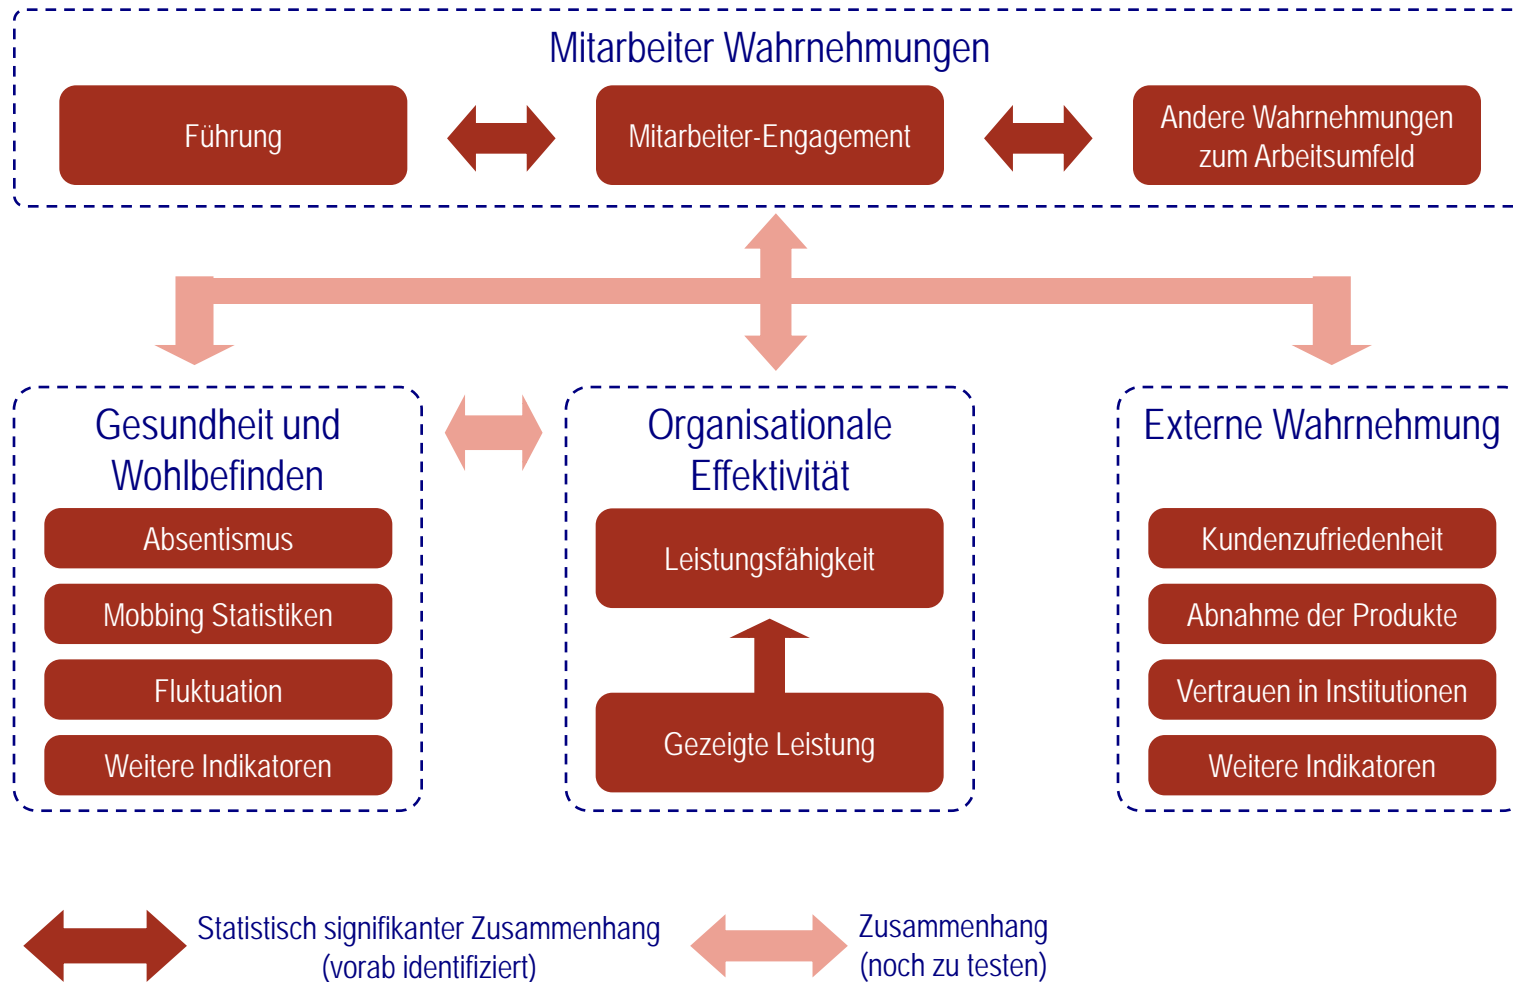 Mitarbeiter Wahrnehmungen
Führung
Mitarbeiter-Engagement
Andere Wahrnehmungen
zum Arbeitsumfeld
Gesundheit und
Wohlbefinden
Absentismus
Mobbing Statistiken
Fluktuation
Weitere Indikatoren
Organisationale
Effektivität
Leistungsfähigkeit
Gezeigte Leistung
Externe Wahrnehmung
Kundenzufriedenheit
Abnahme der Produkte
Vertrauen in Institutionen
Weitere Indikatoren
Statistisch signifikanter Zusammenhang
(vorab identifiziert)
Zusammenhang
(noch zu testen)